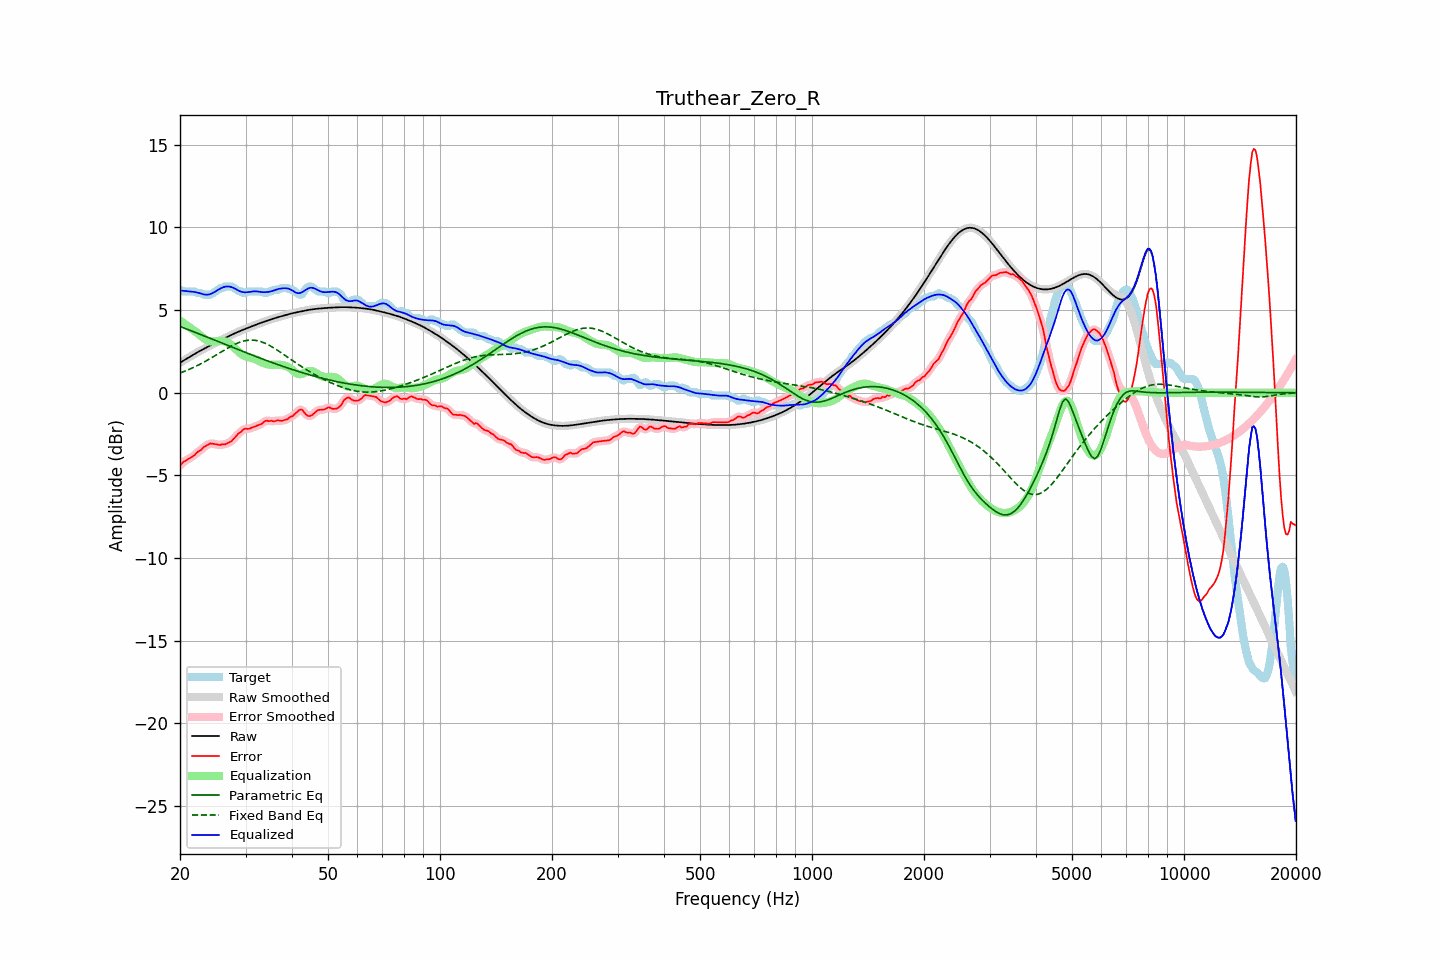 Truthear_Zero_R
15
10
5
0
−5
−10
−15
−20
−25
Amplitude (dBr)
Target
Raw Smoothed
Error Smoothed
Raw
Error
Equalization
Parametric Eq
Fixed Band Eq
Equalized
20 50 100 200 500 1000 2000 5000 10000 20000
Frequency (Hz)